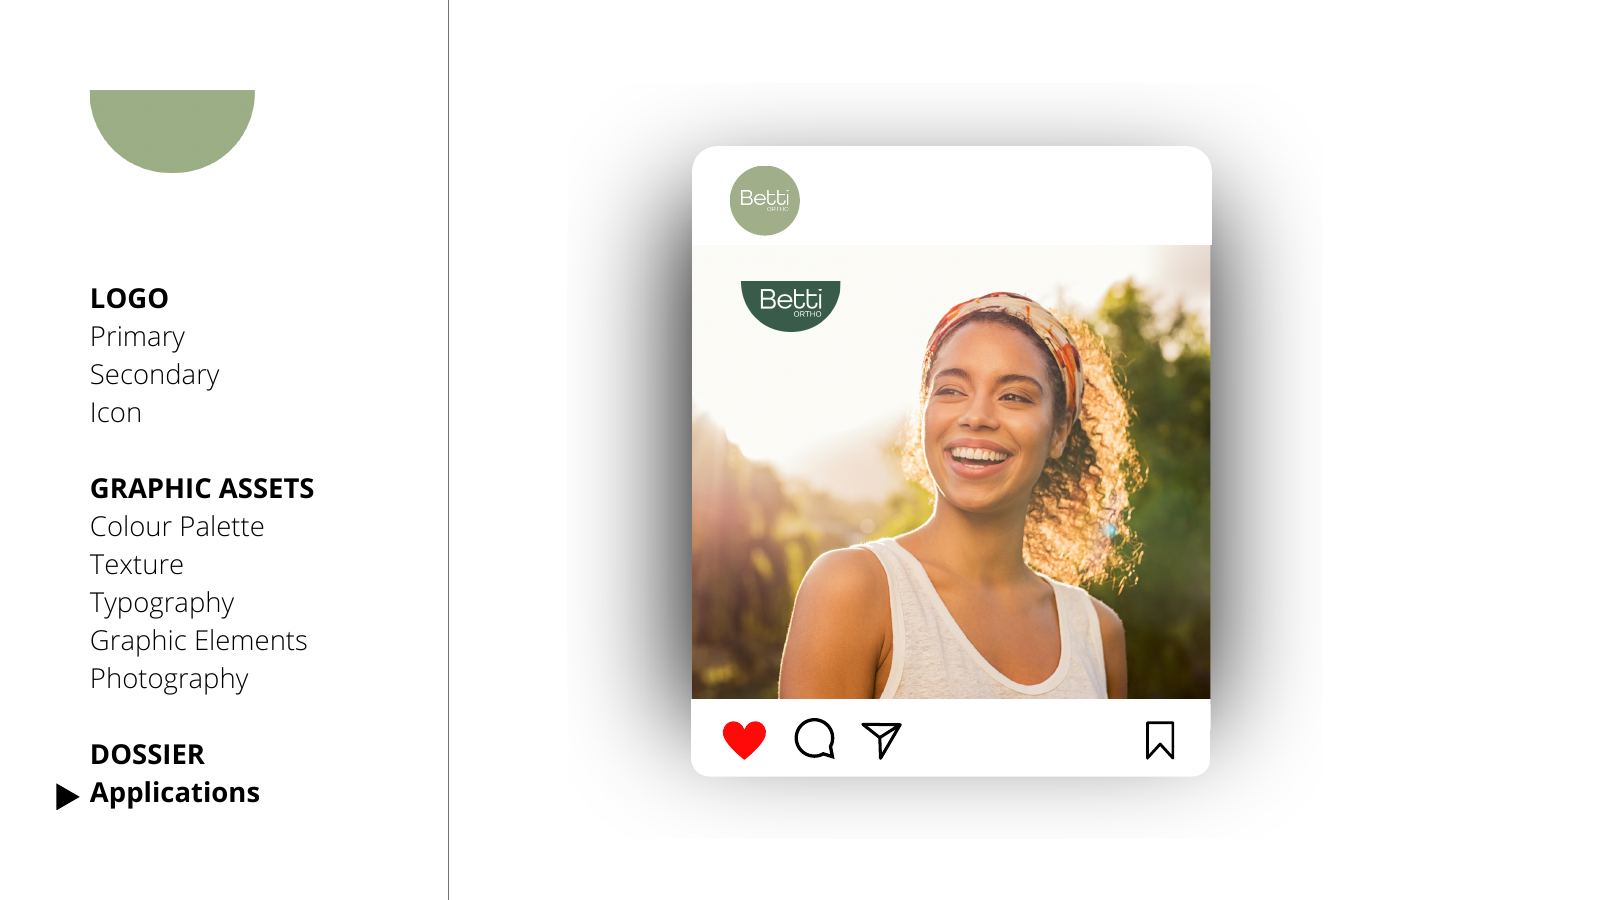 LOGO
Primary
Secondary
Icon
GRAPHIC ASSETS
Colour Palette
Texture
Typography
Graphic Elements
Photography
DOSSIER
Applications
Betti
ORTHO
Betti
ORTHO